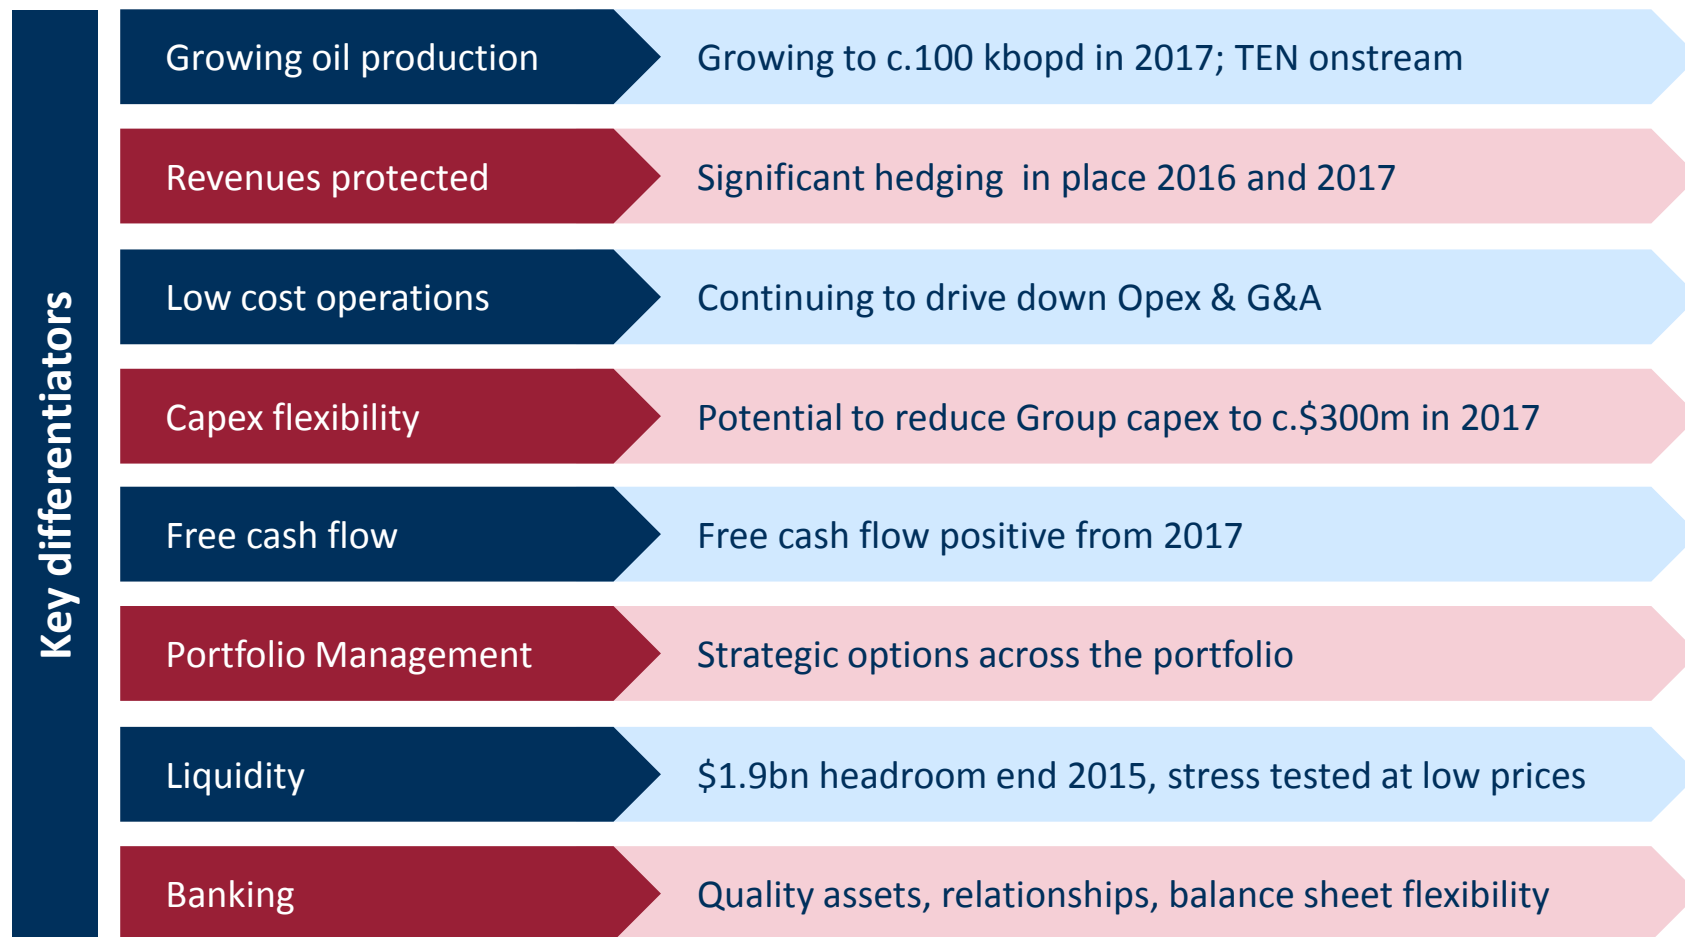 Key differentiators
Growing oil production
Growing to c.100 kbopd in 2017; TEN onstream
Revenues protected
Significant hedging  in place 2016 and 2017
Low cost operations
Continuing to drive down Opex & G&A
Capex flexibility
Potential to reduce Group capex to c.$300m in 2017
Free cash flow
Free cash flow positive from 2017
Portfolio Management
Strategic options across the portfolio
Liquidity
$1.9bn headroom end 2015, stress tested at low prices
Banking
Quality assets, relationships, balance sheet flexibility